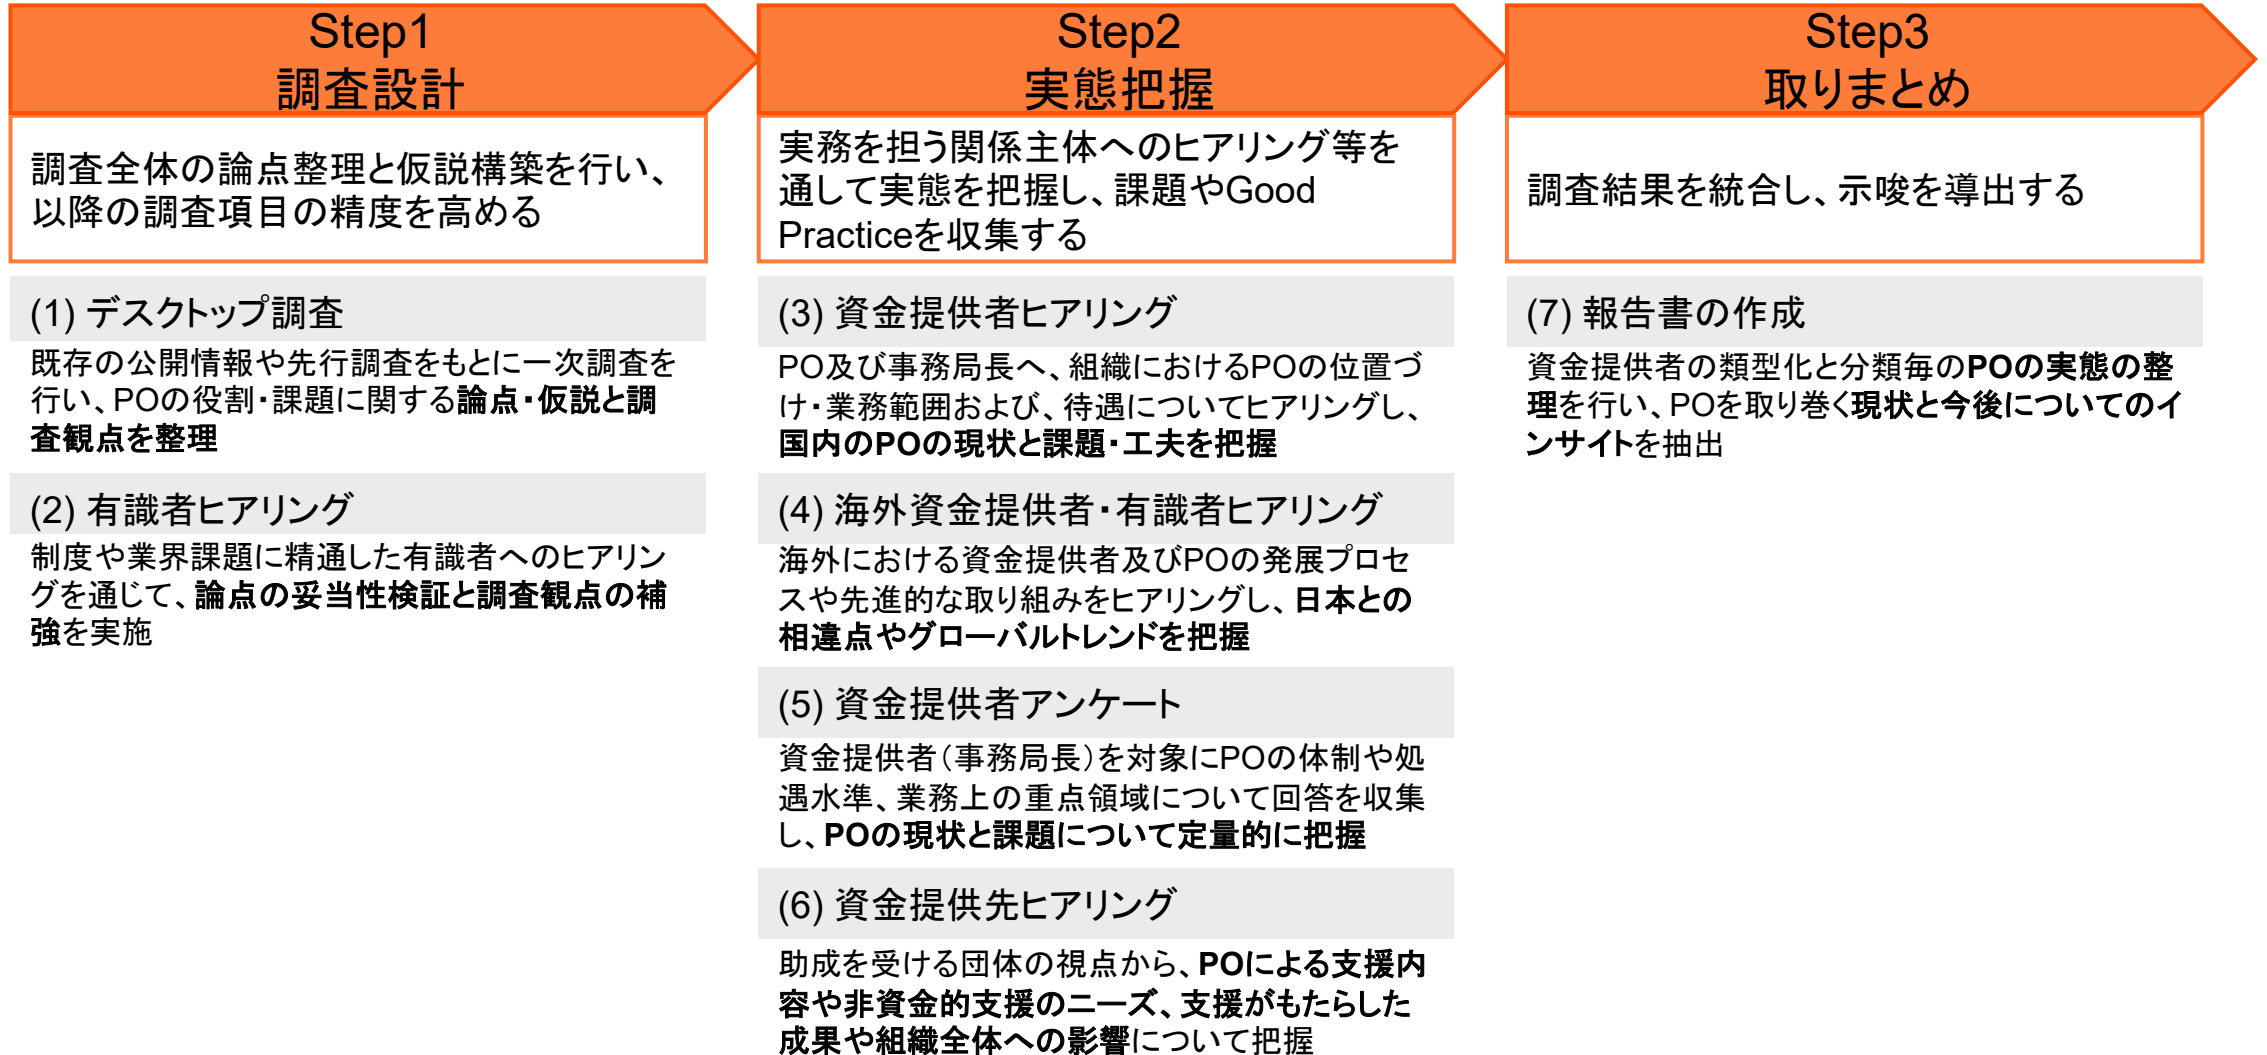 Step1
調査設計
調査全体の論点整理と仮説構築を行い、
以降の調査項目の精度を高める
(1) デスクトップ調査
既存の公開情報や先行調査をもとに一次調査を
行い、POの役割・課題に関する論点・仮説と調
査観点を整理
(2) 有識者ヒアリング
制度や業界課題に精通した有識者へのヒアリン
グを通じて、論点の妥当性検証と調査観点の補
強を実施
Step2
実態把握
実務を担う関係主体へのヒアリング等を
通して実態を把握し、課題やGood
Practiceを収集する
(3) 資金提供者ヒアリング
PO及び事務局長へ、組織におけるPOの位置づ
け・業務範囲および、待遇についてヒアリングし、
国内のPOの現状と課題・工夫を把握
(4) 海外資金提供者・有識者ヒアリング
海外における資金提供者及びPOの発展プロセ
スや先進的な取り組みをヒアリングし、日本との
相違点やグローバルトレンドを把握
(5) 資金提供者アンケート
資金提供者（事務局長）を対象にPOの体制や処
遇水準、業務上の重点領域について回答を収集
し、POの現状と課題について定量的に把握
(6) 資金提供先ヒアリング
助成を受ける団体の視点から、POによる支援内
容や非資金的支援のニーズ、支援がもたらした
成果や組織全体への影響について把握
Step3
取りまとめ
調査結果を統合し、示唆を導出する
(7) 報告書の作成
資金提供者の類型化と分類毎のPOの実態の整
理を行い、POを取り巻く現状と今後についてのイ
ンサイトを抽出